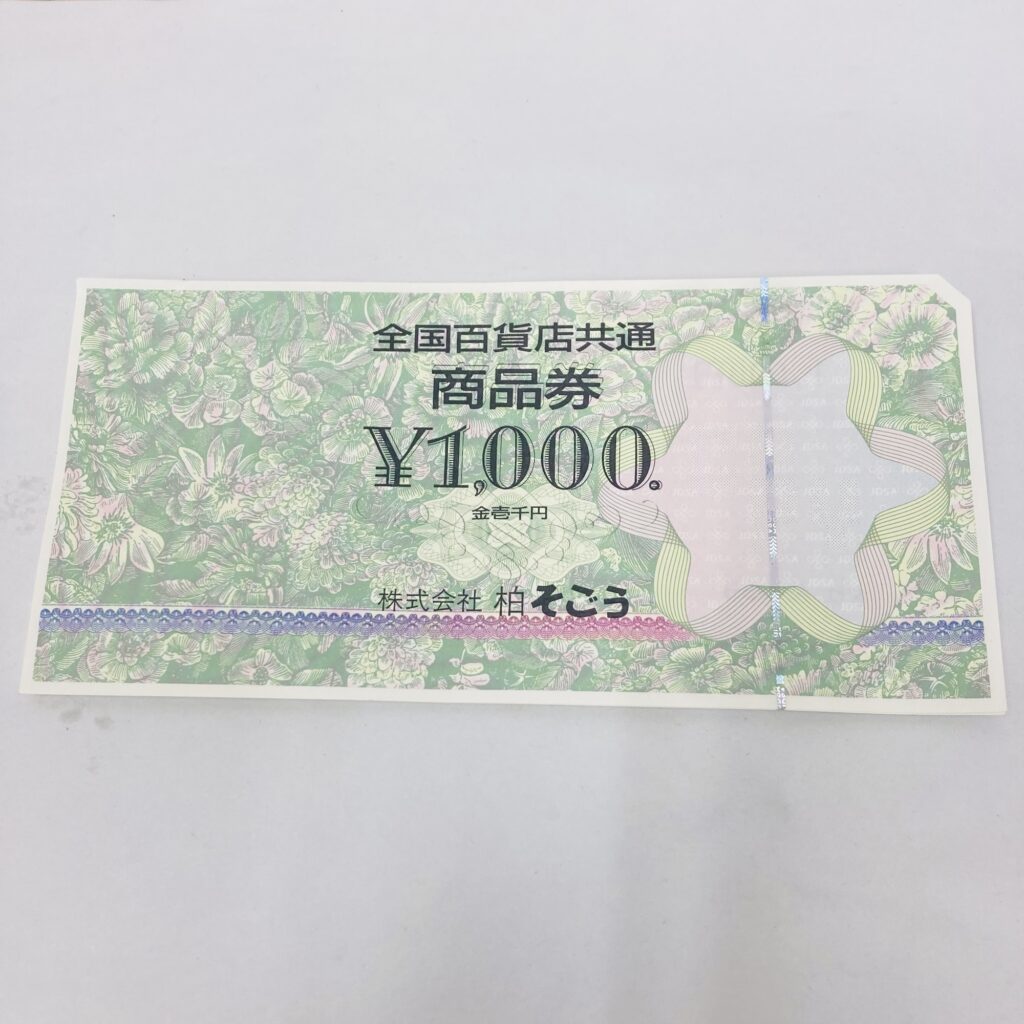 全国百貨店共通
商品券
¥1,000.
金壱千円
株式会社 柏そごう